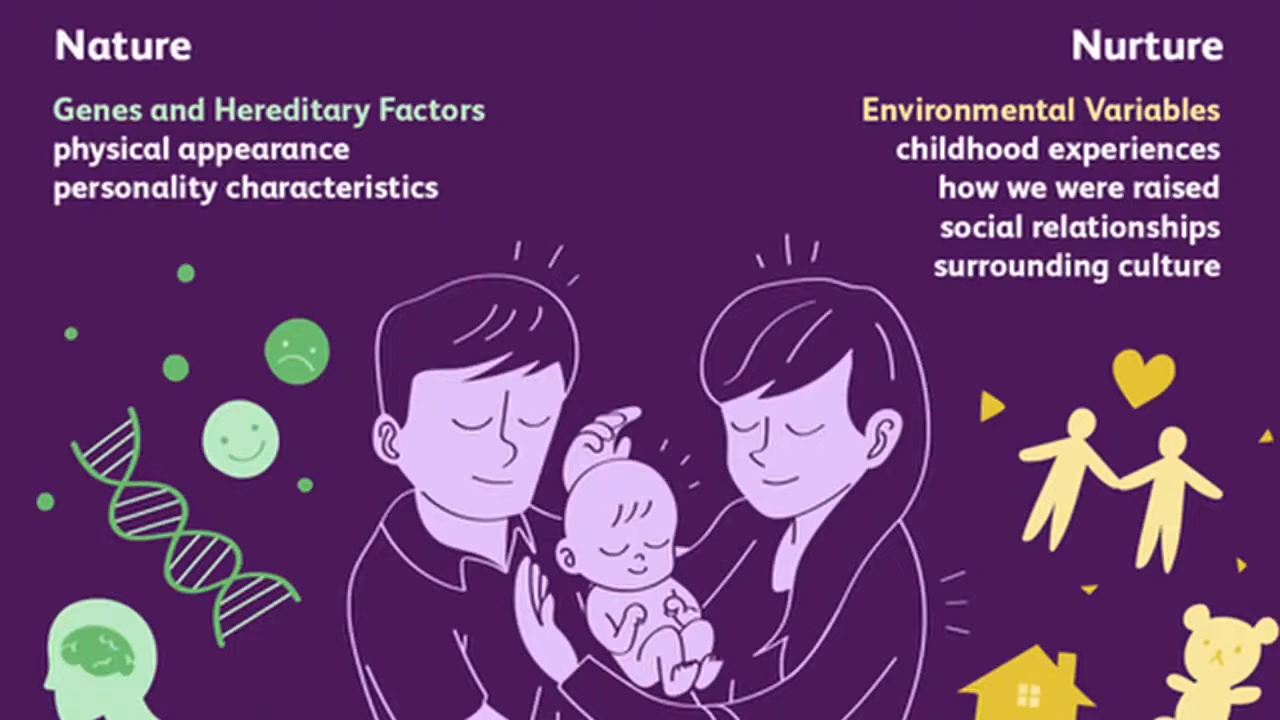 Nature
Genes and Hereditary Factors
physical appearance
personality characteristics
Nurture
Environmental Variables
childhood experiences
how we were raised
social relationships
surrounding culture